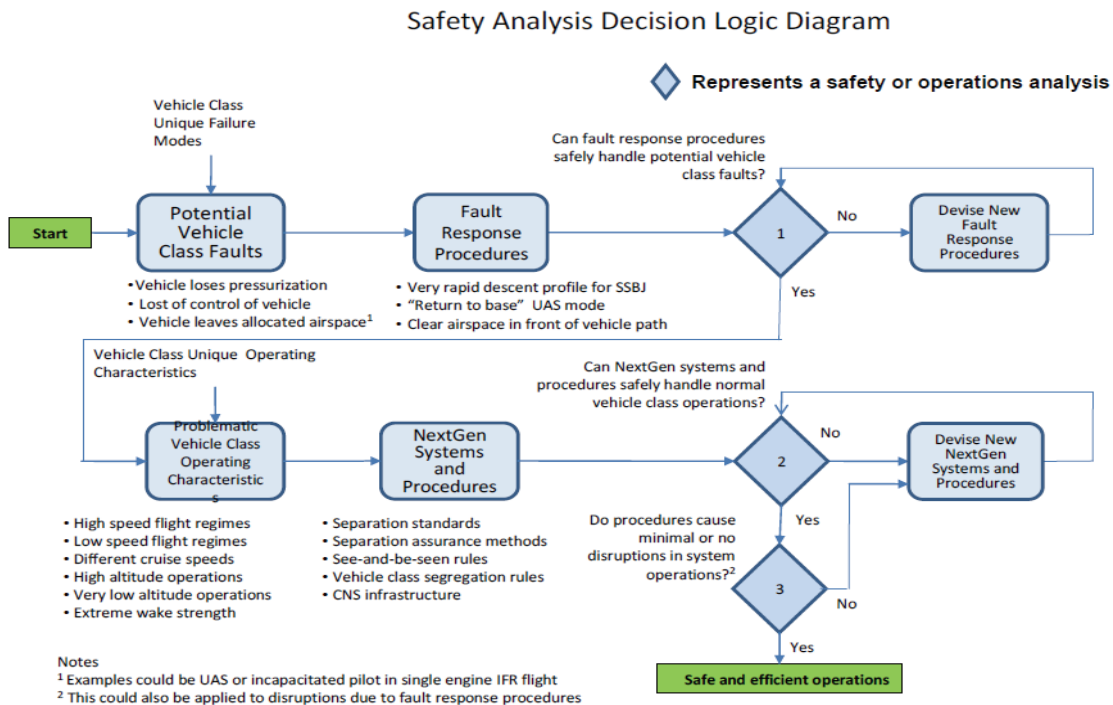 Safety Analysis Decision Logic Diagram
Represents a safety or operations analysis
Vehicle Class
Unique Failure
Modes
Can fault response procedures
safely handle potential vehicle
class faults?
Start
Potential
Vehicle
Class Faults
Fault
Response
Procedures
1
No
Devise New
Fault
Response
Procedures
Yes
•Vehicle loses pressurization
• Lost of control of vehicle
• Vehicle leaves allocated airspace¹
• Very rapid descent profile for SSBJ
• “Return to base” UAS mode
• Clear airspace in front of vehicle path
Vehicle Class Unique Operating
Characteristics
Can NextGen systems and
procedures safely handle normal
vehicle class operations?
Problematic
Vehicle Class
Operating
Characteristic
s
NextGen
Systems
and
Procedures
2
No
Devise New
NextGen
Systems and
Procedures
Yes
• High speed flight regimes
• Low speed flight regimes
• Different cruise speeds
• High altitude operations
• Very low altitude operations
• Extreme wake strength
• Separation standards
• Separation assurance methods
• See-and-be-seen rules
• Vehicle class segregation rules
• CNS infrastructure
Do procedures cause
minimal or no
disruptions in system
operations?²
3
No
Yes
Safe and efficient operations
Notes
¹ Examples could be UAS or incapacitated pilot in single engine IFR flight
² This could also be applied to disruptions due to fault response procedures